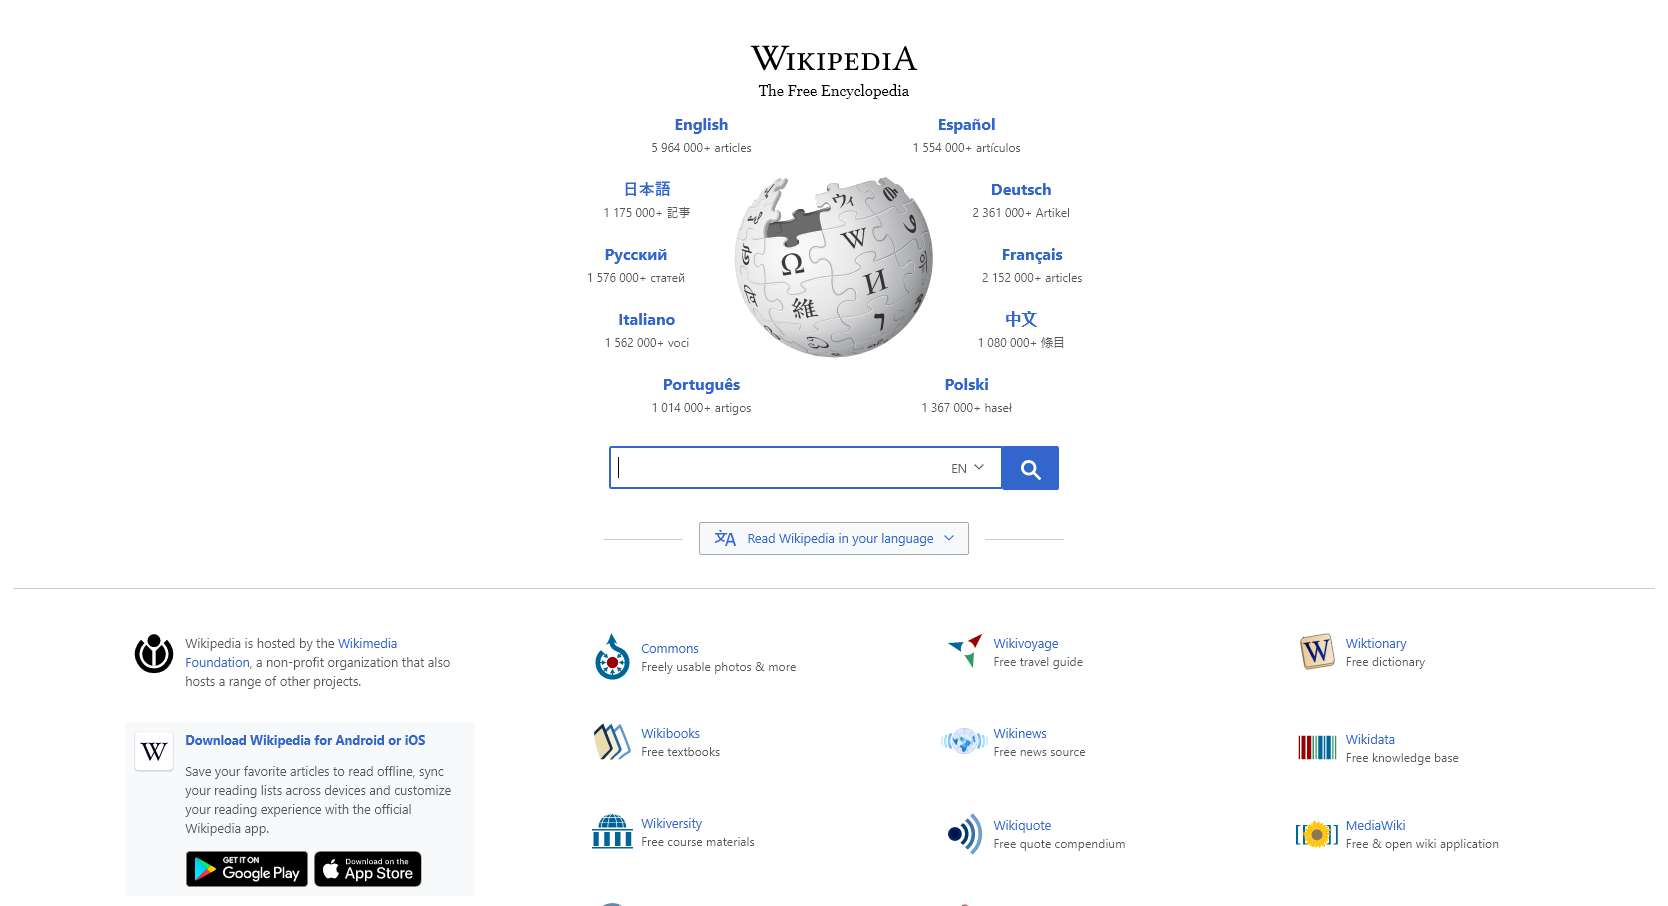 WIKIPEDIA
The Free Encyclopedia
English
5 964 000+ articles
Español
1 554 000+ artículos
日本語
1 175 000+ 記事
Deutsch
2 361 000+ Artikel
Русский
1 576 000+ статей
Français
2 152 000+ articles
Italiano
1 562 000+ voci
中文
1 080 000+ 條目
Português
1 014 000+ artigos
Polski
1 367 000+ haseł
Ω
W
И
維
ウィ
EN
Read Wikipedia in your language
Wikipedia is hosted by the Wikimedia
Foundation, a non-profit organization that also
hosts a range of other projects.
W
Download Wikipedia for Android or iOS
Save your favorite articles to read offline, sync
your reading lists across devices and customize
your reading experience with the official
Wikipedia app.
GET IT ON
Google Play
Download on the
App Store
Commons
Freely usable photos & more
Wikivoyage
Free travel guide
W
Wiktionary
Free dictionary
Wikibooks
Free textbooks
Wikinews
Free news source
Wikidata
Free knowledge base
Wikiversity
Free course materials
Wikiquote
Free quote compendium
MediaWiki
Free & open wiki application